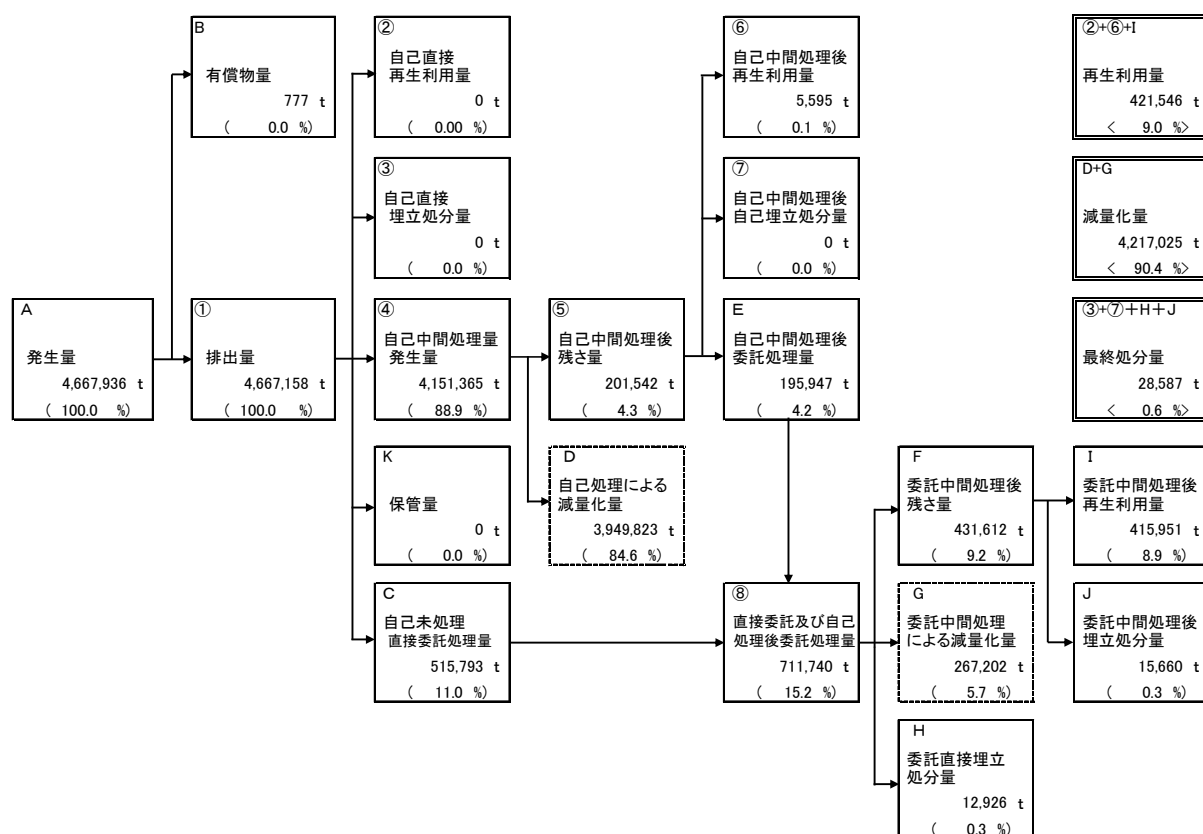 B
有償物量
777 t
( 0.0 %)
②
自己直接
再生利用量
0 t
( 0.00 %)
⑥
自己中間処理後
再生利用量
5,595 t
( 0.1 %)
②+⑥+I
再生利用量
421,546 t
< 9.0 %>
③
自己直接
埋立処分量
0 t
( 0.0 %)
⑦
自己中間処理後
自己埋立処分量
0 t
( 0.0 %)
D+G
減量化量
4,217,025 t
< 90.4 %>
A
発生量
4,667,936 t
( 100.0 %)
①
排出量
4,667,158 t
( 100.0 %)
④
自己中間処理量
発生量
4,151,365 t
( 88.9 %)
⑤
自己中間処理後
残さ量
201,542 t
( 4.3 %)
E
自己中間処理後
委託処理量
195,947 t
( 4.2 %)
③+⑦+H+J
最終処分量
28,587 t
< 0.6 %>
K
保管量
0 t
( 0.0 %)
D
自己処理による
減量化量
3,949,823 t
( 84.6 %)
F
委託中間処理後
残さ量
431,612 t
( 9.2 %)
I
委託中間処理後
再生利用量
415,951 t
( 8.9 %)
C
自己未処理
直接委託処理量
515,793 t
( 11.0 %)
⑧
直接委託及び自己
処理後委託処理量
711,740 t
( 15.2 %)
G
委託中間処理
による減量化量
267,202 t
( 5.7 %)
J
委託中間処理後
埋立処分量
15,660 t
( 0.3 %)
H
委託直接埋立
処分量
12,926 t
( 0.3 %)